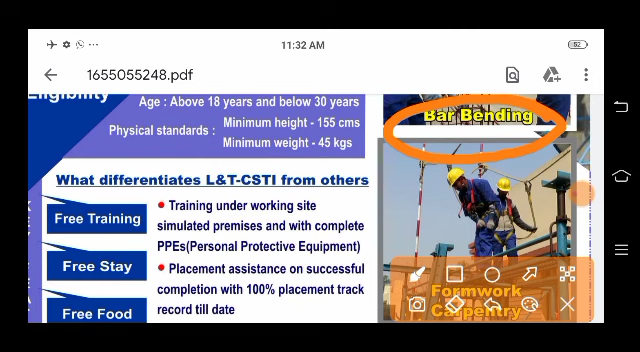 11:32 AM
52
1655055248.pdf
Eligibility
Age : Above 18 years and below 30 years
Physical standards : Minimum height - 155 cms
Minimum weight - 45 kgs
Bar Bending
What differentiates L&T-CSTI from others
Free Training
Free Stay
Free Food
• Training under working site
simulated premises and with complete
PPEs(Personal Protective Equipment)
• Placement assistance on successful
completion with 100% placement track
record till date
Formwork
Carpentry